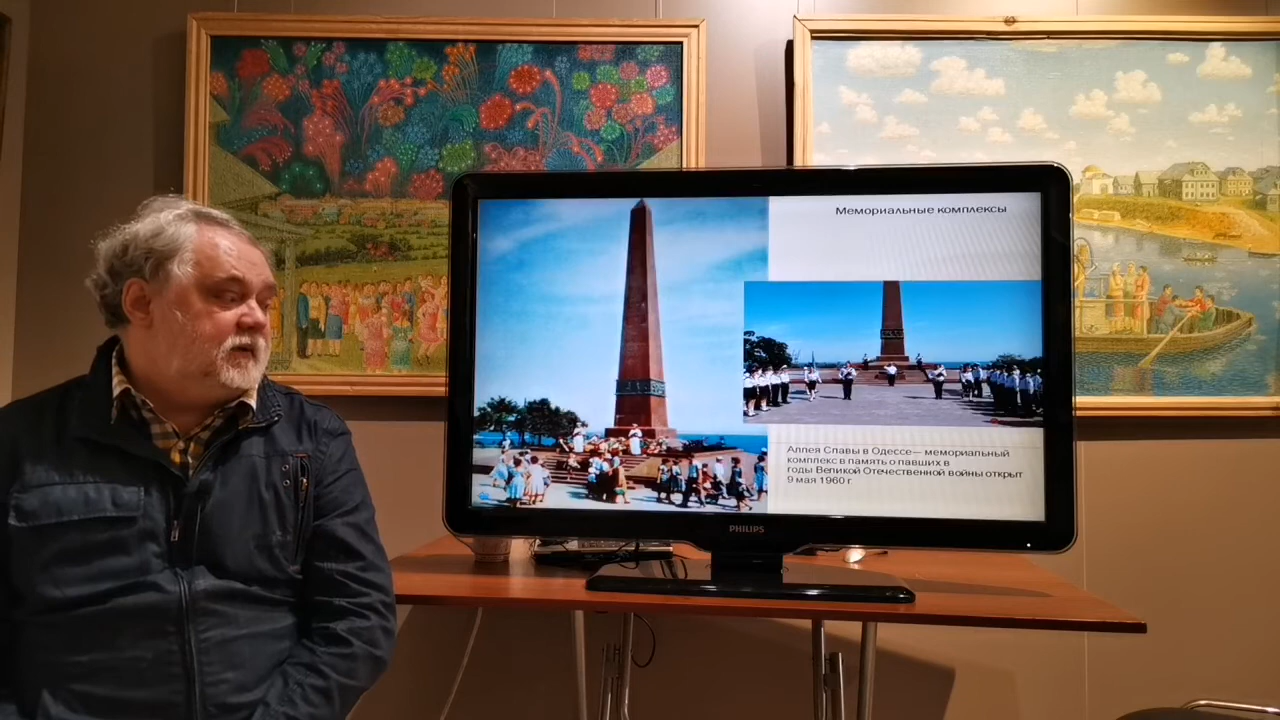 Мемориальные комплексы
Аллея Славы в Одессе— мемориальный
комплекс в память о павших в
годы Великой Отечественной войны открыт
9 мая 1960 г.
PHILIPS